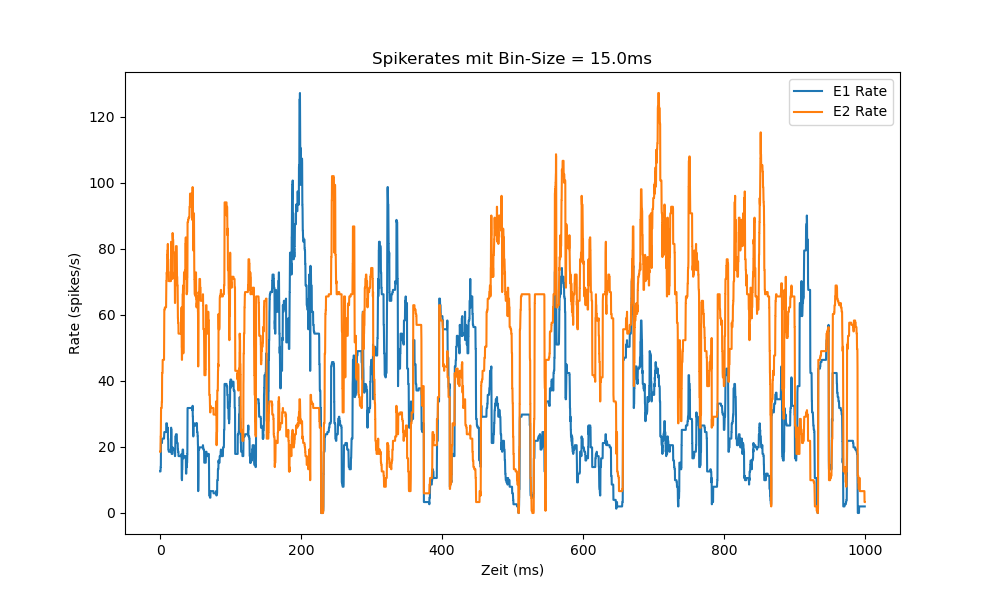 Spikerates mit Bin-Size = 15.0ms
E1 Rate
E2 Rate
Rate (spikes/s)
120
100
80
60
40
20
0
0 200 400 600 800 1000
Zeit (ms)